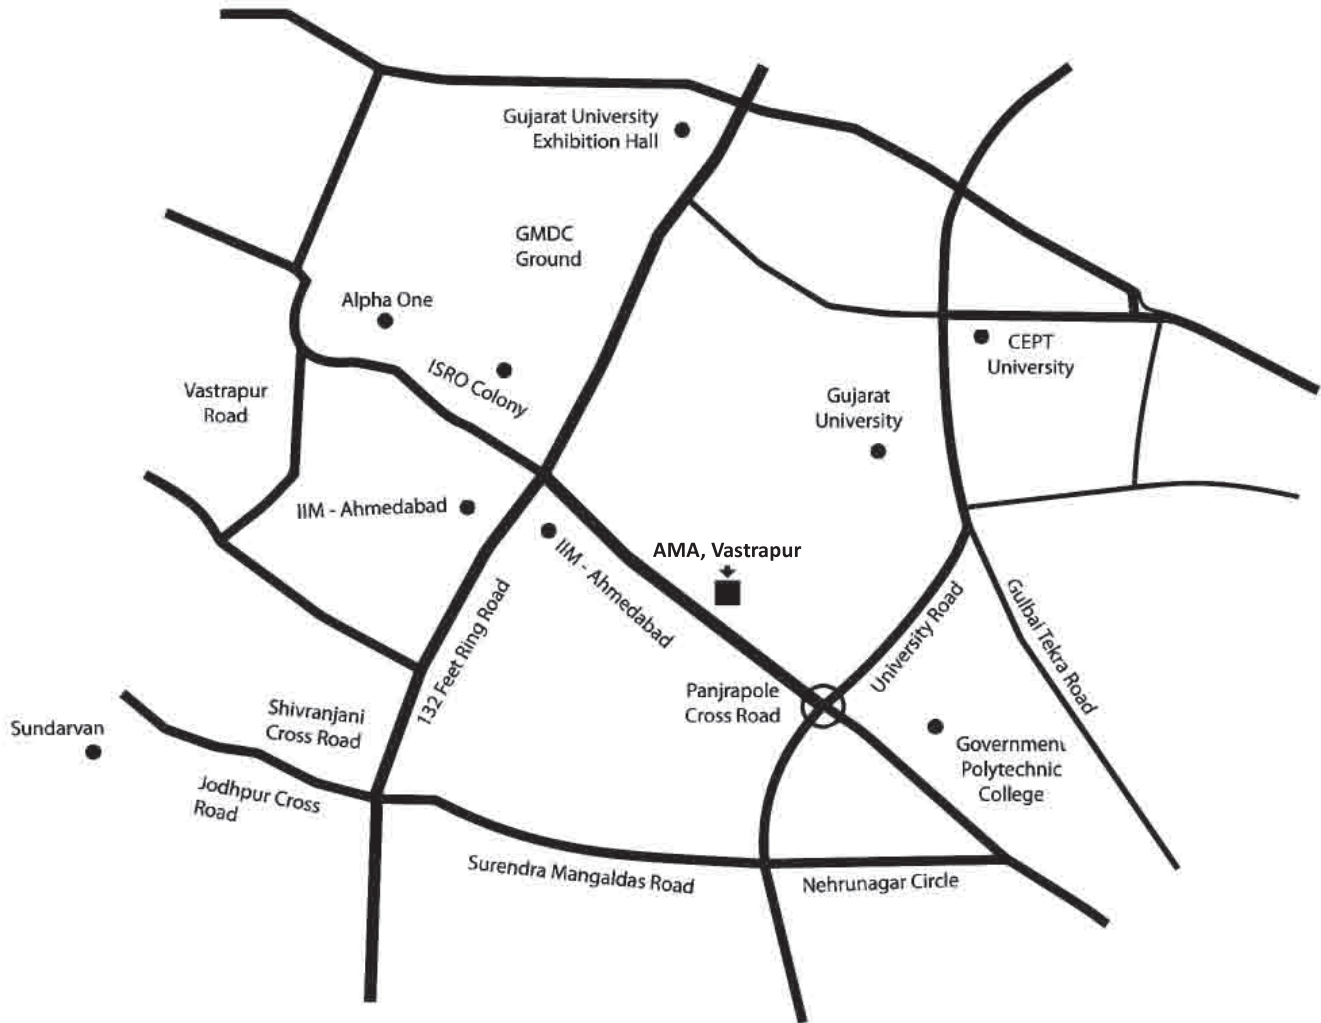 Gujarat University
Exhibition Hall
GMDC
Ground
Alpha One
ISRO Colony
CEPT
University
Vastrapur
Road
Gujarat
University
IIM - Ahmedabad
AMA, Vastrapur
IIM - Ahmedabad
132 Feet Ring Road
University Road
Gulbai Tekra Road
Panjrapole
Cross Road
Shivranjani
Cross Road
Sundarvan
Government
Polytechnic
College
Jodhpur Cross
Road
Surendra Mangaldas Road
Nehrunagar Circle